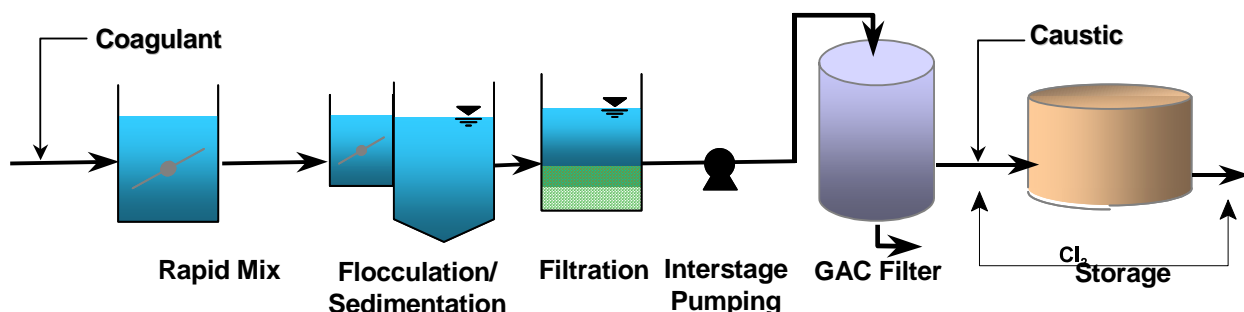 Coagulant
Caustic
Rapid Mix
Flocculation/
Sedimentation
Filtration
Interstage
Pumping
GAC Filter
Cl₂
Storage